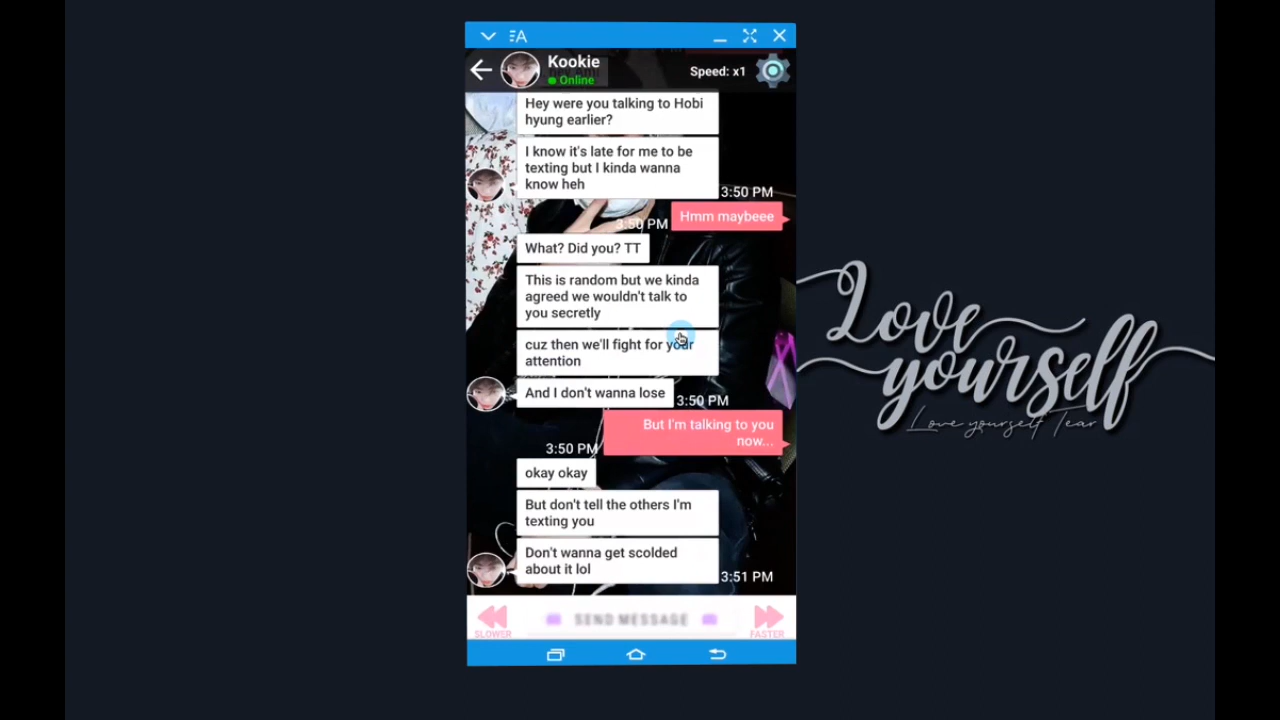 A
Kookie
Online
Speed: x1
Hey were you talking to Hobi
hyung earlier?
I know it's late for me to be
texting but I kinda wanna
know heh
3:50 PM
Hmm maybeee
3:50 PM
What? Did you? TT
This is random but we kinda
agreed we wouldn't talk to
you secretly
cuz then we'll fight for your
attention
And I don't wanna lose
3:50 PM
But I'm talking to you
now...
3:50 PM
okay okay
But don't tell the others I'm
texting you
Don't wanna get scolded
about it lol
3:51 PM
SLOWER
SEND MESSAGE
FASTER
Love
yourself
Love yourself Tear